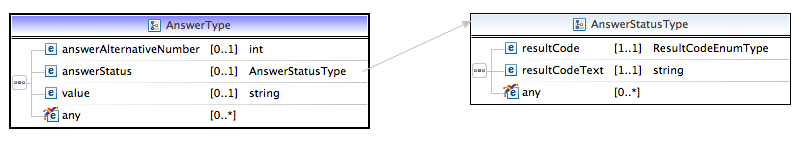 AnswerType
answerAlternativeNumber [0..1] int
answerStatus [0..1] AnswerStatusType
value [0..1] string
any [0..*]
AnswerStatusType
resultCode [1..1] ResultCodeEnumType
resultCodeText [1..1] string
any [0..*]